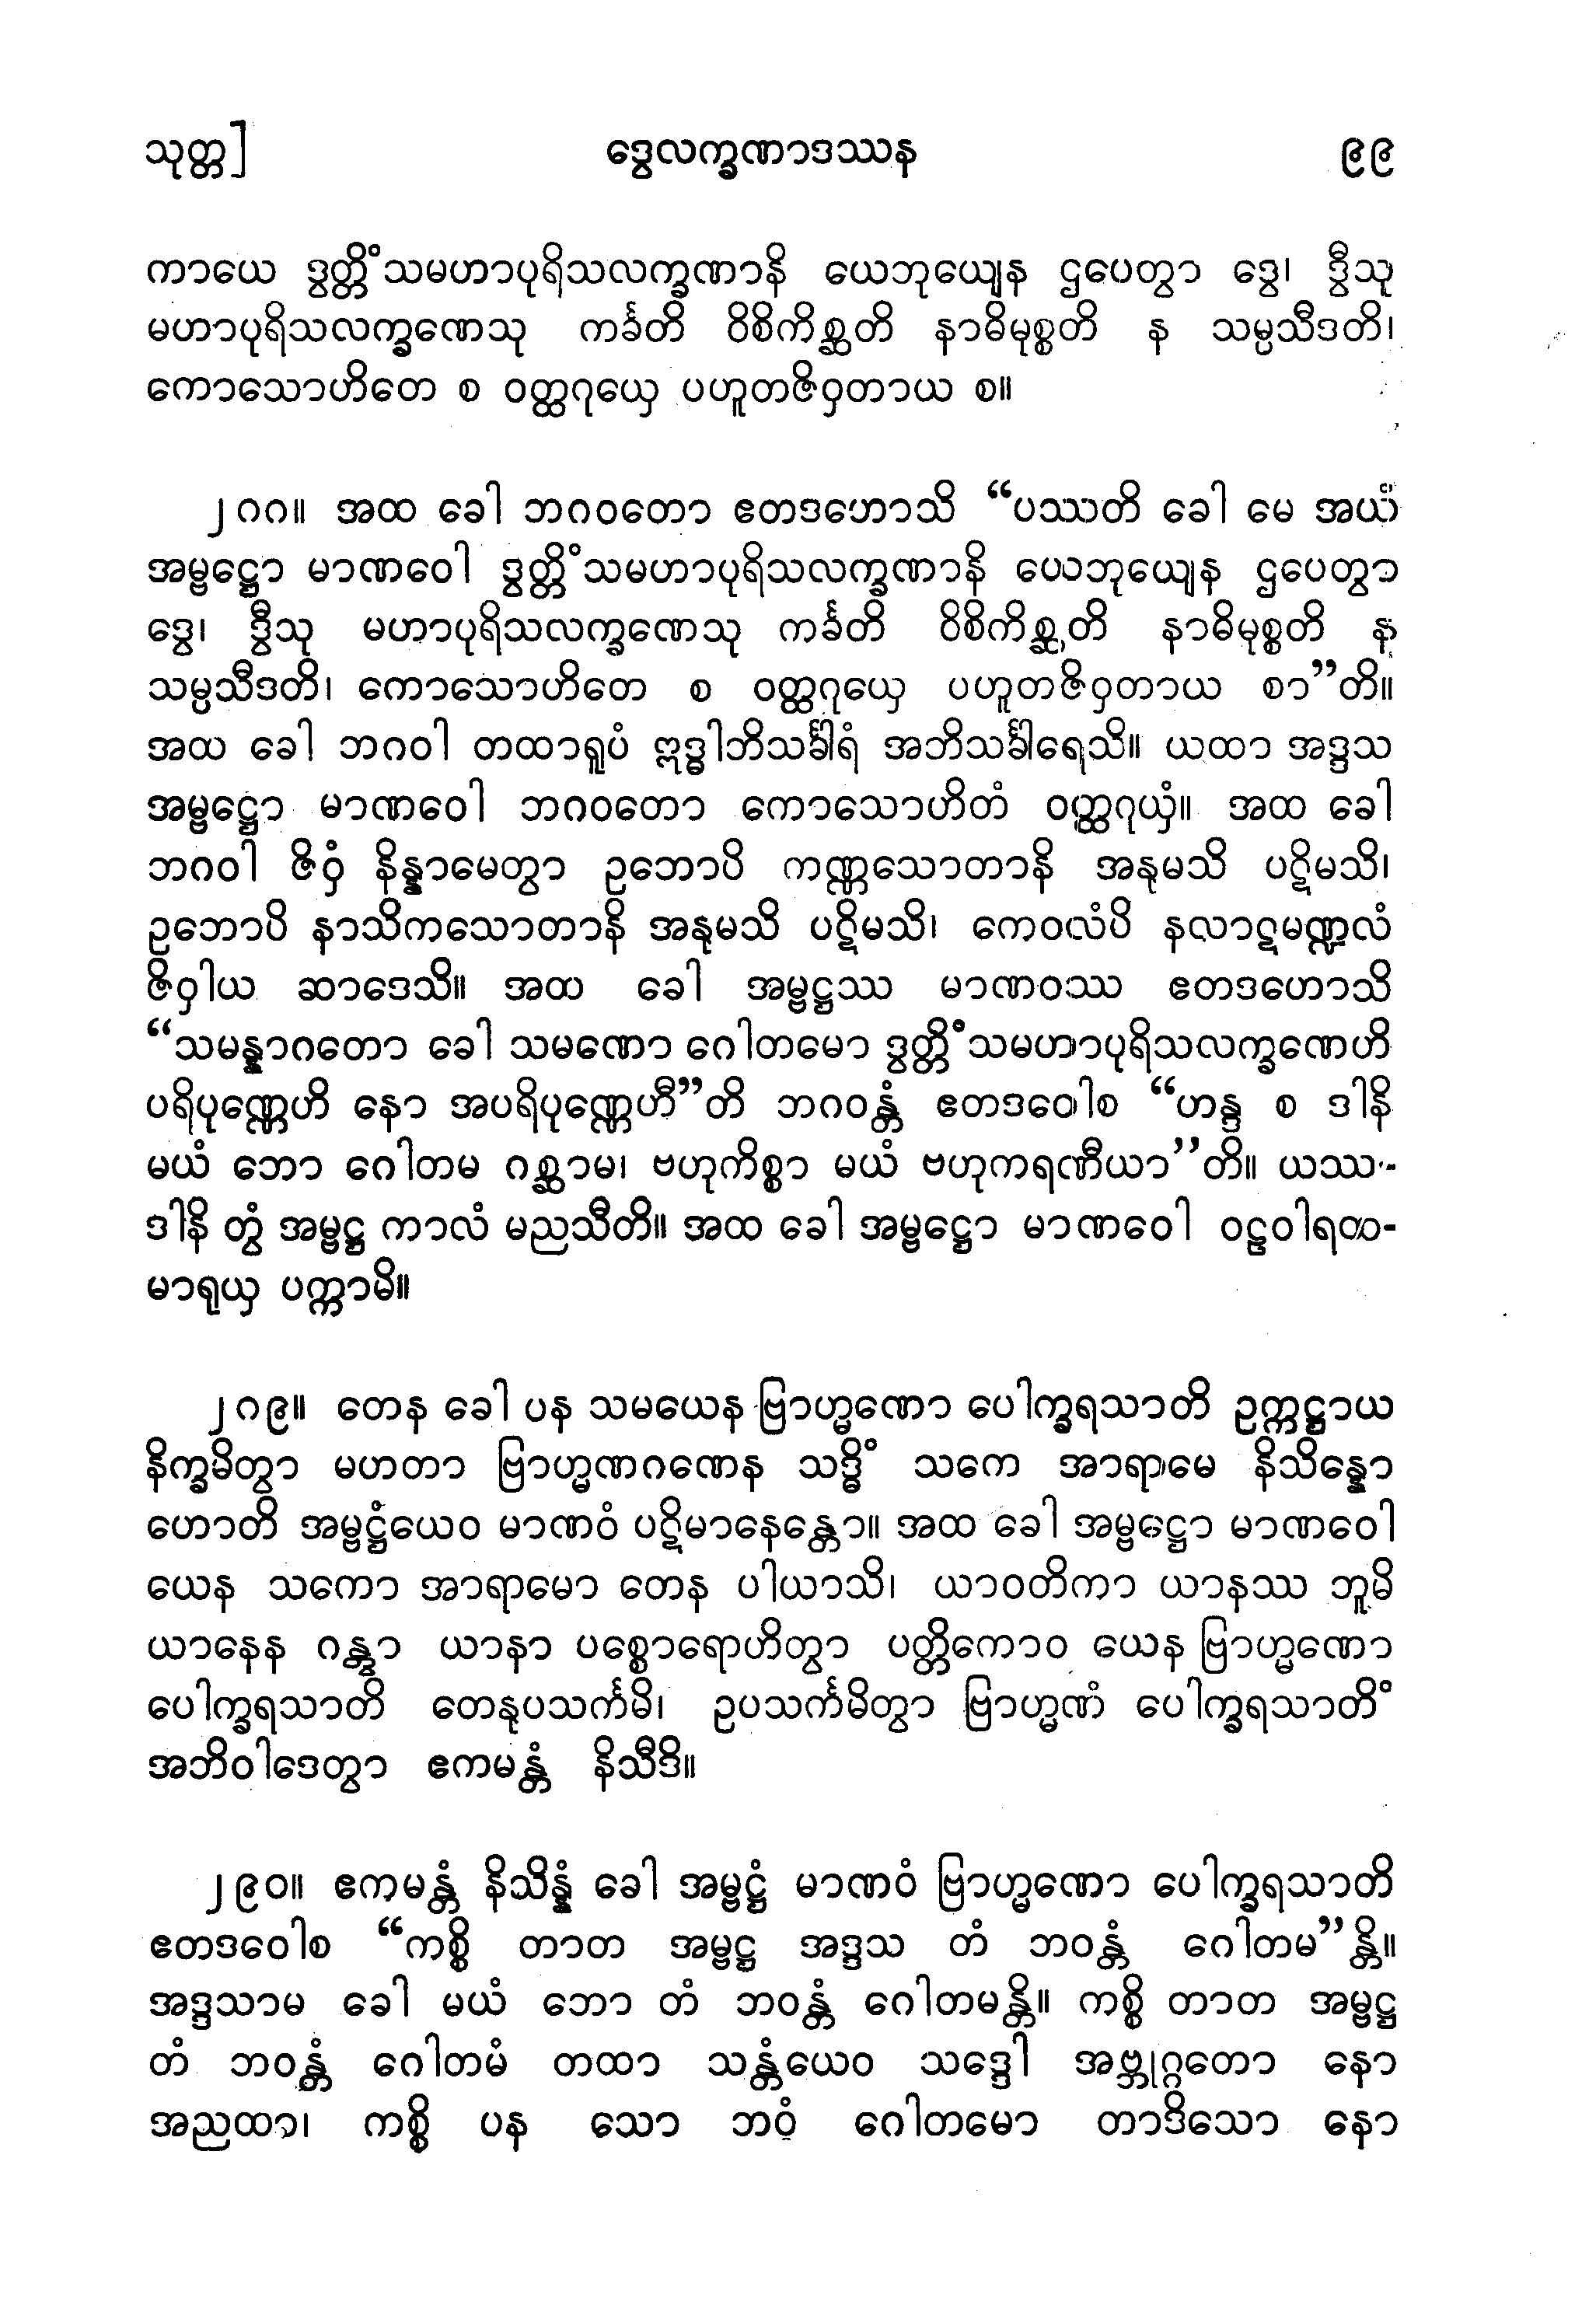 သုတ္တ] ဒွေလက္ခဏာဒဿန ၉၉
ကာယေ ဒွတ္တိံသမဟာပုရိသလက္ခဏာနိ ယေဘုယျေန ဌပေတွာ ဒွေ၊ ဒွီသု
မဟာပုရိသလက္ခဏေသု ကင်္ခတိ ဝိစိကိစ္ဆတိ နာဓိမုစ္စတိ န သမ္ပသီဒတိ၊
ကောသောဟိတေ စ ဝတ္ထဂုယှေ ပဟူတဇိဝှတာယ စ။
၂၈၈။ အထ ခေါ ဘဂဝတော ဧတဒဟောသိ “ပဿတိ ခေါ မေ အယံ
အမ္ဗဋ္ဌော မာဏဝေါ ဒွတ္တိံသမဟာပုရိသလက္ခဏာနိ ယေဘုယျေန ဌပေတွာ
ဒွေ၊ ဒွီသု မဟာပုရိသလက္ခဏေသု ကင်္ခတိ ဝိစိကိစ္ဆတိ နာဓိမုစ္စတိ န
သမ္ပသီဒတိ၊ ကောသောဟိတေ စ ဝတ္ထဂုယှေ ပဟူတဇိဝှတာယ စာ”တိ။
အထ ခေါ ဘဂဝါ တထာရူပံ ဣဒ္ဓါဘိသင်္ခါရံ အဘိသင်္ခါရေသိ။ ယထာ အဒ္ဒသ
အမ္ဗဋ္ဌော မာဏဝေါ ဘဂဝတော ကောသောဟိတံ ဝတ္ထဂုယှံ။ အထ ခေါ
ဘဂဝါ ဇိဝှံ နိန္နာမေတွာ ဥဘောပိ ကဏ္ဏသောတာနိ အနုမသိ ပဋိမသိ၊
ဥဘောပိ နာသိကသောတာနိ အနုမသိ ပဋိမသိ၊ ကေဝလံပိ နလာဋမဏ္ဍလံ
ဇိဝှါယ ဆာဒေသိ။ အထ ခေါ အမ္ဗဋ္ဌဿ မာဏဝဿ ဧတဒဟောသိ
“သမန္နာဂတော ခေါ သမဏော ဂေါတမော ဒွတ္တိံသမဟာပုရိသလက္ခဏေဟိ
ပရိပုဏ္ဏေဟိ နော အပရိပုဏ္ဏေဟီ”တိ ဘဂဝန္တံ ဧတဒဝေါစ “ဟန္ဒ စ ဒါနိ
မယံ ဘော ဂေါတမ ဂစ္ဆာမ၊ ဗဟုကိစ္စာ မယံ ဗဟုကရဏီယာ”တိ။ ယဿ-
ဒါနိ တွံ အမ္ဗဋ္ဌ ကာလံ မညသီတိ။ အထ ခေါ အမ္ဗဋ္ဌော မာဏဝေါ ဝဠဝါရထ-
မာရုယှ ပက္ကာမိ။
၂၈၉။ တေန ခေါ ပန သမယေန ဗြာဟ္မဏော ပေါက္ခရသာတိ ဥက္ကဋ္ဌာယ
နိက္ခမိတွာ မဟတာ ဗြာဟ္မဏဂဏေန သဒ္ဓိံ သကေ အာရာမေ နိသိန္နော
ဟောတိ အမ္ဗဋ္ဌံယေဝ မာဏဝံ ပဋိမာနေန္တော။ အထ ခေါ အမ္ဗဋ္ဌော မာဏဝေါ
ယေန သကော အာရာမော တေန ပါယာသိ၊ ယာဝတိကာ ယာနဿ ဘူမိ
ယာနေန ဂန္တွာ ယာနာ ပစ္စောရောဟိတွာ ပတ္တိကောဝ ယေန ဗြာဟ္မဏော
ပေါက္ခရသာတိ တေနုပသင်္ကမိ၊ ဥပသင်္ကမိတွာ ဗြာဟ္မဏံ ပေါက္ခရသာတိံ
အဘိဝါဒေတွာ ဧကမန္တံ နိသီဒိ။
၂၉၀။ ဧကမန္တံ နိသိန္နံ ခေါ အမ္ဗဋ္ဌံ မာဏဝံ ဗြာဟ္မဏော ပေါက္ခရသာတိ
ဧတဒဝေါစ “ကစ္စိ တာတ အမ္ဗဋ္ဌ အဒ္ဒသ တံ ဘဝန္တံ ဂေါတမ”န္တိ။
အဒ္ဒသာမ ခေါ မယံ ဘော တံ ဘဝန္တံ ဂေါတမန္တိ။ ကစ္စိ တာတ အမ္ဗဋ္ဌ
တံ ဘဝန္တံ ဂေါတမံ တထာ သန္တံယေဝ သဒ္ဒေါ အဗ္ဘုဂ္ဂတော နော
အညထာ၊ ကစ္စိ ပန သော ဘဝံ ဂေါတမော တာဒိသော နော